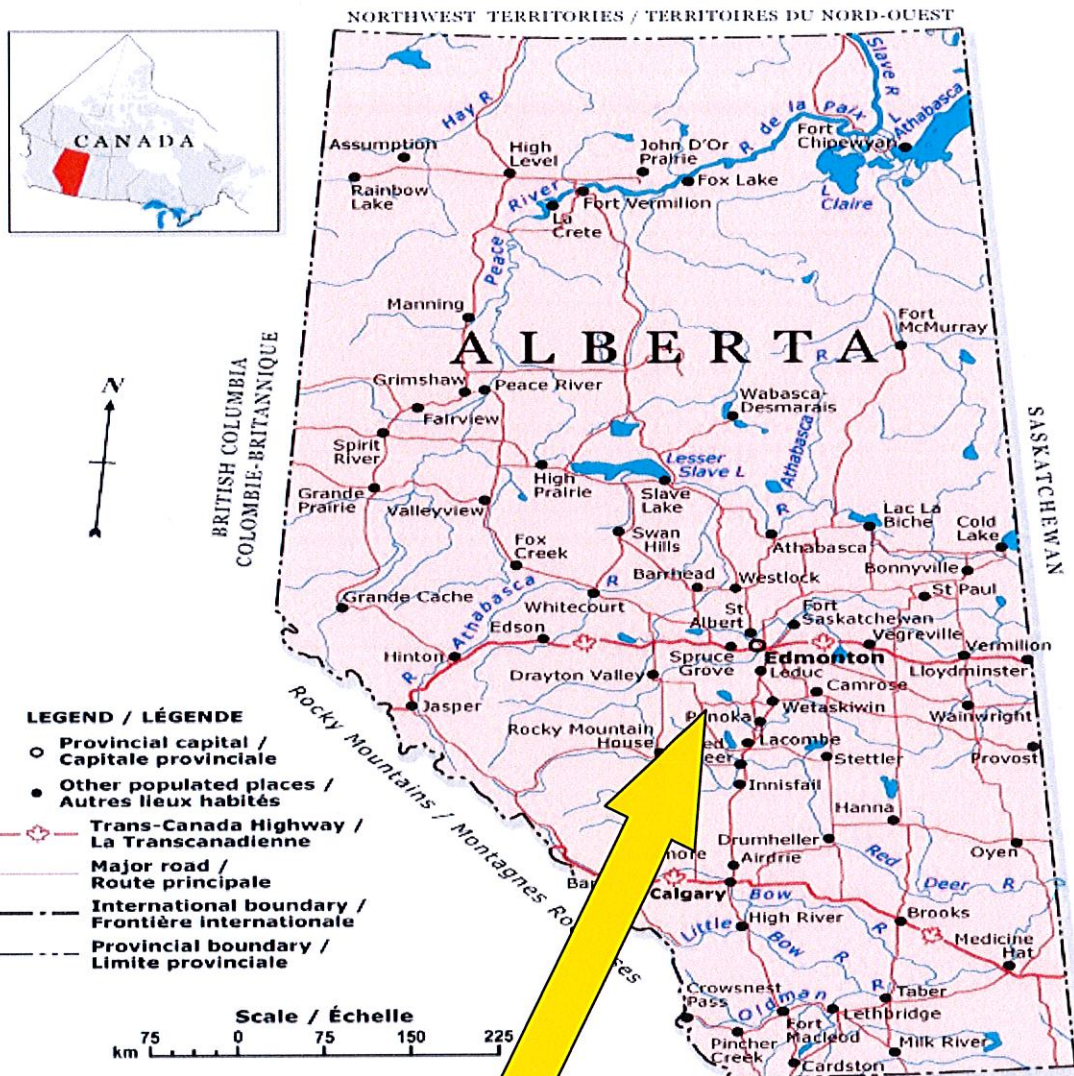 NORTHWEST TERRITORIES / TERRITOIRES DU NORD-OUEST
CANADA
Slave R
Hay R
R de la Paix
L Athabasca
Fort
Chipewyan
Assumption
High
Level
John D'Or
Prairie
Rainbow
Lake
River
Fox Lake
Fort Vermilion
L
Claire
La
Crete
Peace
Manning
Fort
McMurray
ALBERTA
BRITISH COLUMBIA
COLOMBIE-BRITANNIQUE
N
R
Grimshaw
Peace River
Wabasca-
Desmarais
Fairview
SASKATCHEWAN
Spirit
River
Athabasca
Lesser
Slave L
High
Prairie
Grande
Prairie
Slave
Lake
Valleyview
R
Lac La
Biche
Cold
Lake
Swan
Hills
Athabasca
Fox
Creek
Bonnyville
Barrhead
Westlock
R
Athabasca
R
St Paul
Grande Cache
Whitecourt
St
Albert
Fort
Saskatchewan
Edson
Vegreville
Vermilion
Hinton
Spruce
Grove
Edmonton
Lloydminster
Drayton Valley
Leduc
Camrose
Jasper
Wetaskiwin
Wainwright
Rocky Mountain
House
Lacombe
Stettler
Provost
Innisfail
Hanna
Rocky Mountains / Montagnes
Drumheller
Oyen
Airdrie
Red Deer R
Calgary
Bow
R
Brooks
High River
Little Bow R
Medicine
Hat
R
Taber
Crowsnest
Pass
Oldman
Lethbridge
Fort
Macleod
Pincher
Creek
Milk River
Cardston
LEGEND / LÉGENDE
Provincial capital /
Capitale provinciale
Other populated places /
Autres lieux habités
Trans-Canada Highway /
La Transcanadienne
Major road /
Route principale
International boundary /
Frontière internationale
Provincial boundary /
Limite provinciale
Scale / Échelle
km 75 0 75 150 225